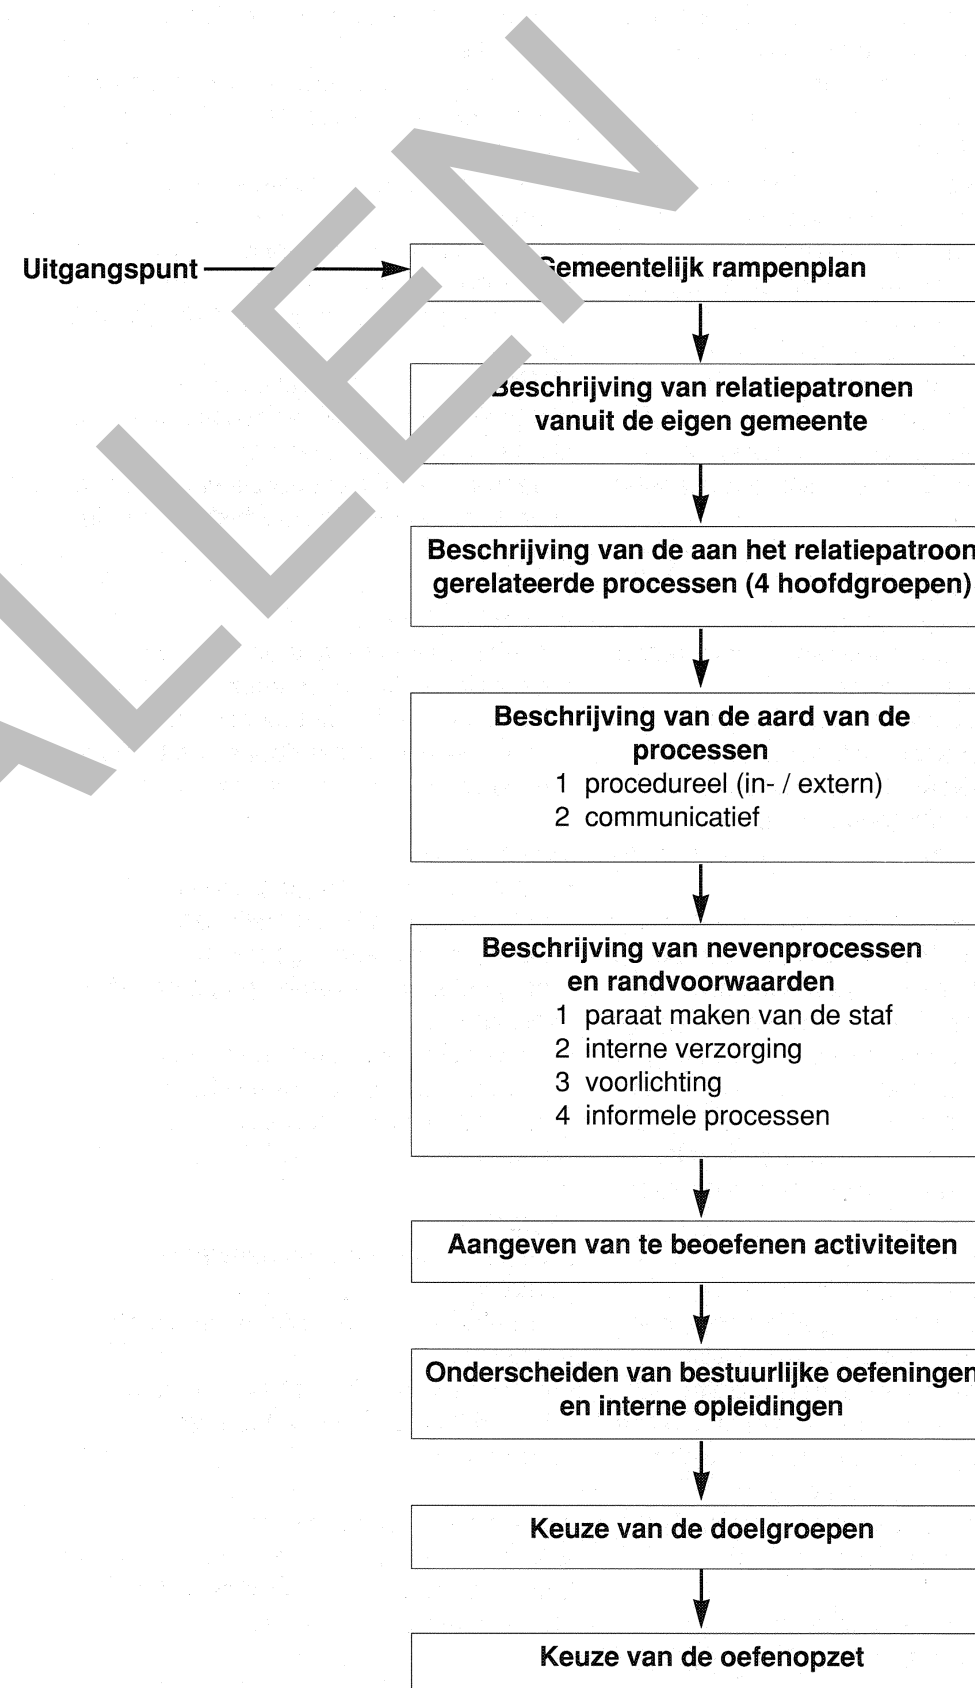 Uitgangspunt
Gemeentelijk rampenplan
Beschrijving van relatiepatronen
vanuit de eigen gemeente
Beschrijving van de aan het relatiepatroon
gerelateerde processen (4 hoofdgroepen)
Beschrijving van de aard van de
processen
1 procedureel (in- / extern)
2 communicatief
Beschrijving van nevenprocessen
en randvoorwaarden
1 paraat maken van de staf
2 interne verzorging
3 voorlichting
4 informele processen
Aangeven van te beoefenen activiteiten
Onderscheiden van bestuurlijke oefeningen
en interne opleidingen
Keuze van de doelgroepen
Keuze van de oefenopzet